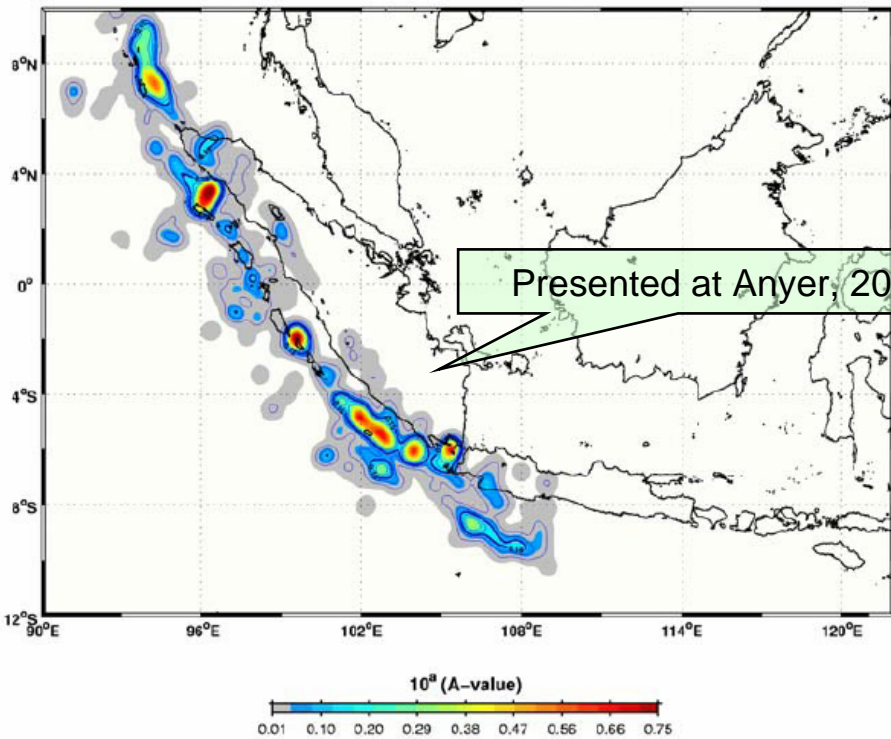 8°N
4°N
0°
4°S
8°S
12°S
90°E 96°E 102°E 108°E 114°E 120°E
Presented at Anyer, 20
10ª (A-value)
0.01 0.10 0.20 0.29 0.38 0.47 0.56 0.66 0.75